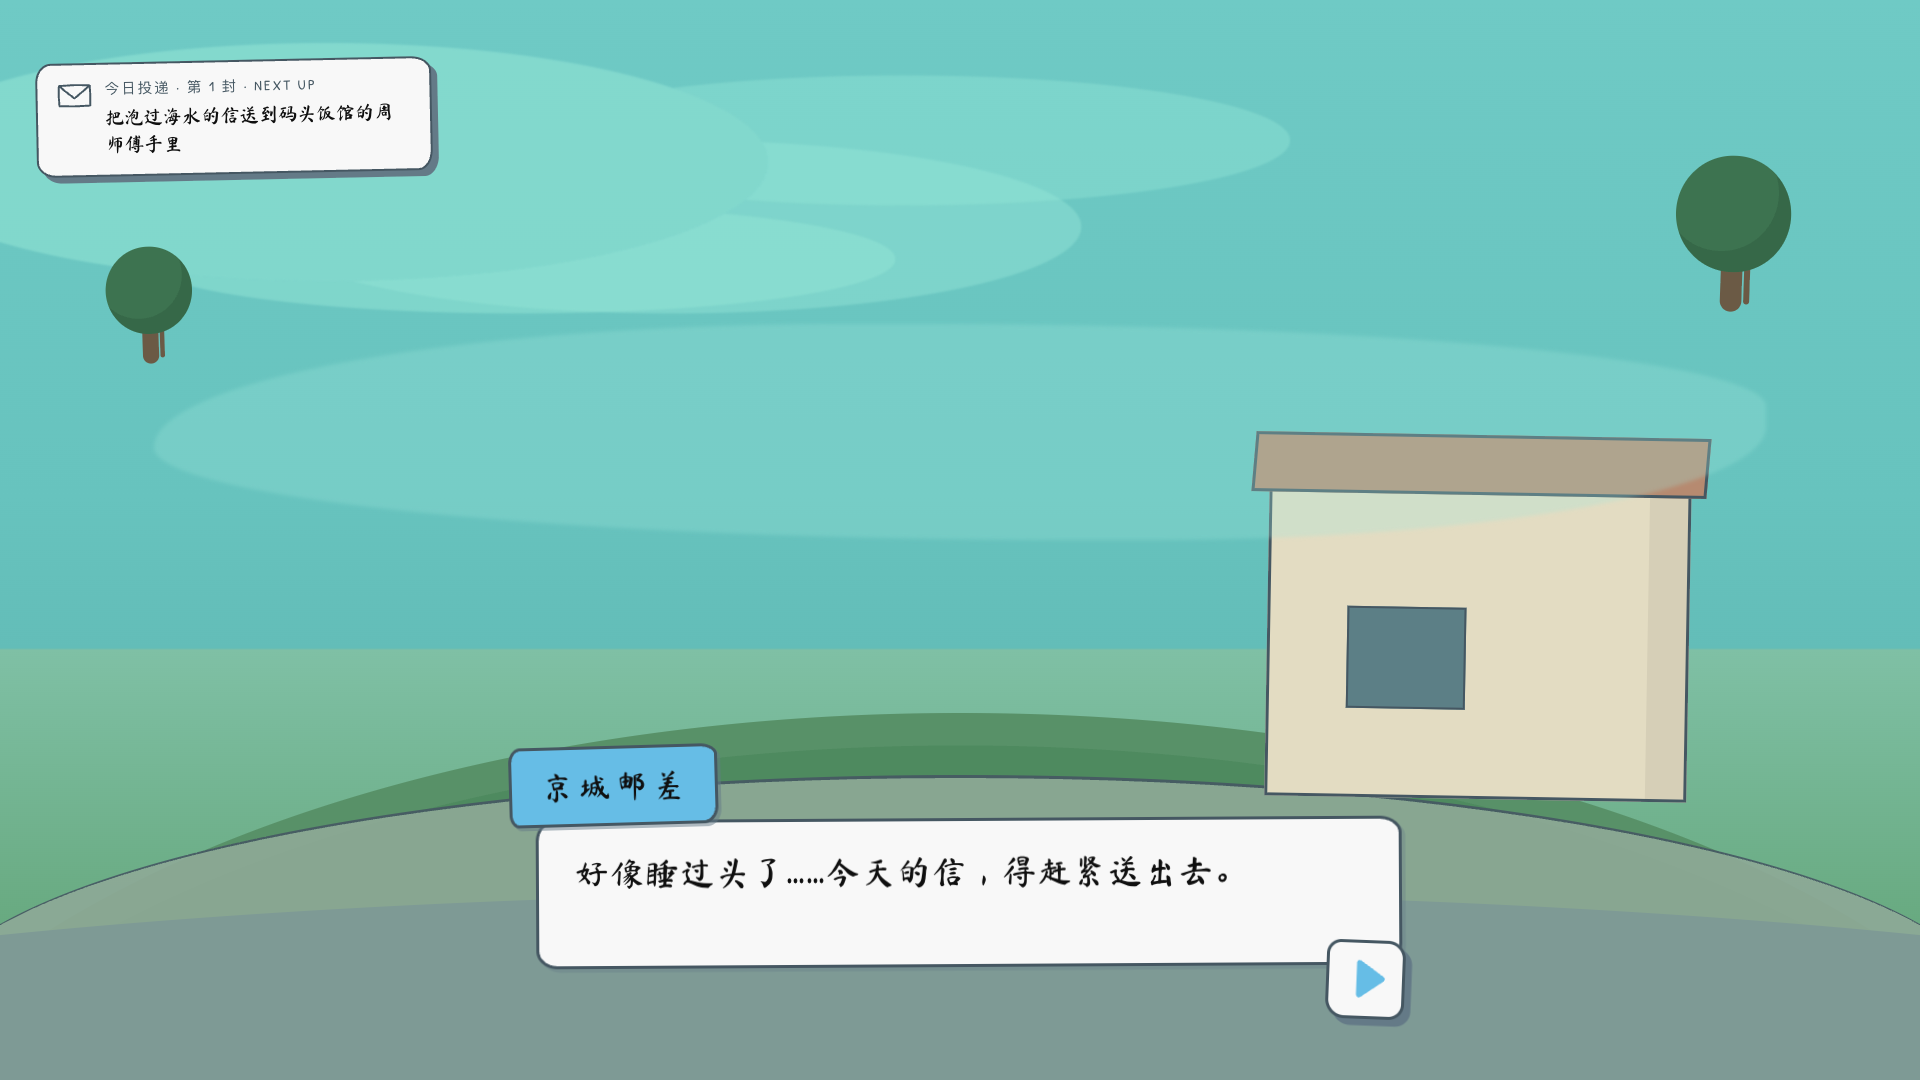 今日投递 · 第 1 封 · NEXT UP
把泡过海水的信送到码头饭馆的周
师傅手里
京城邮差
好像睡过头了……今天的信，得赶紧送出去。